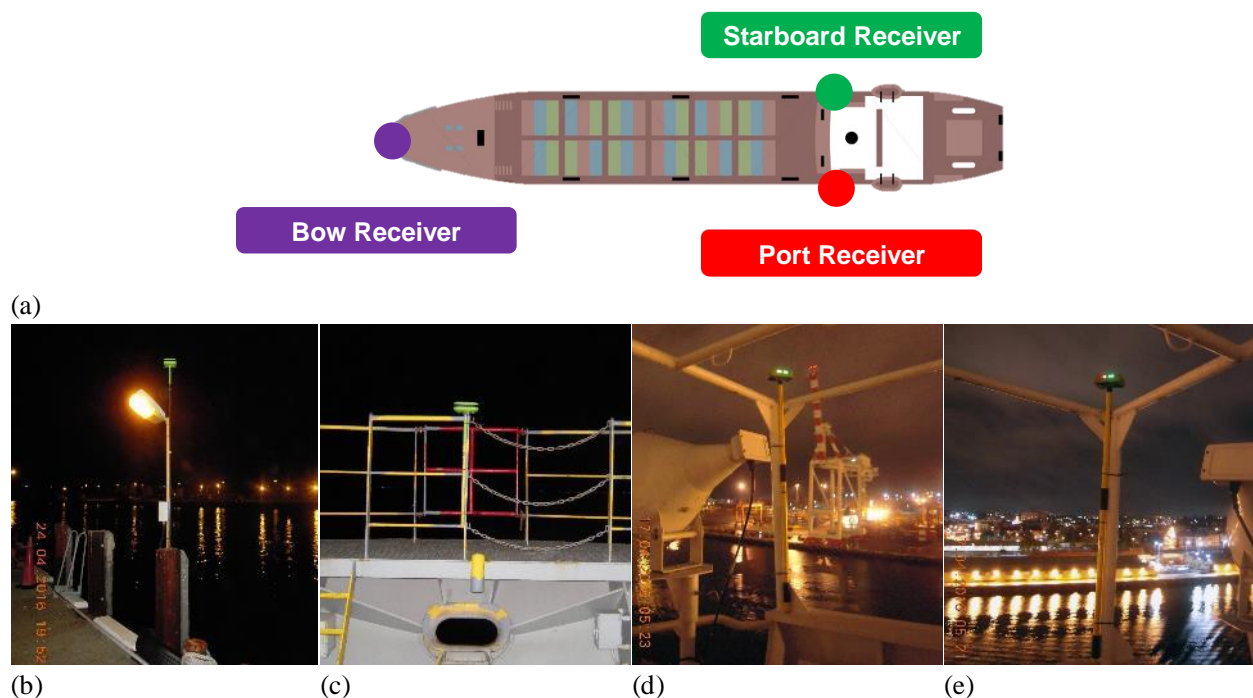 Starboard Receiver
Bow Receiver
Port Receiver
(a)
24 04 2016 19 52
(b) (c) (d) (e)